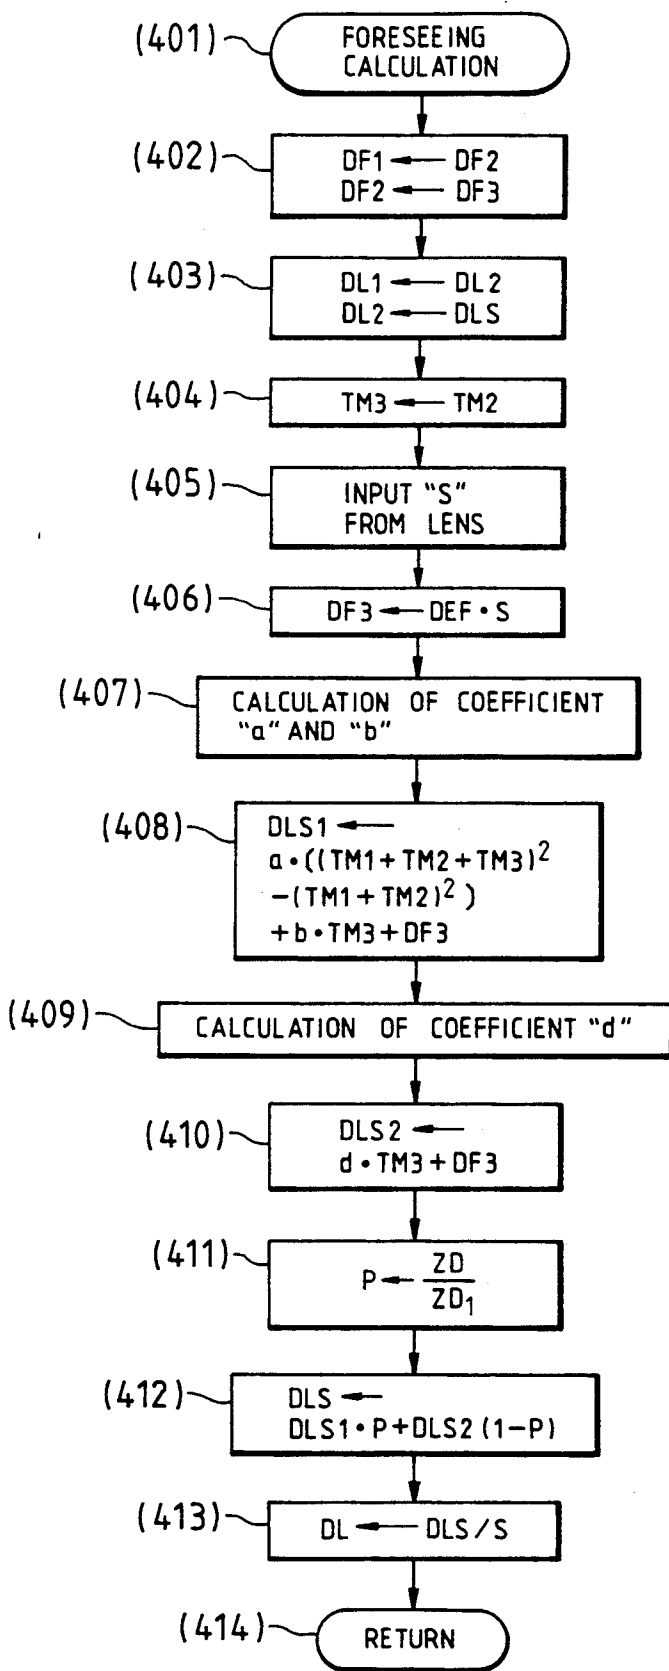 (401)
FORESEEING
CALCULATION
(402)
DF1 ← DF2
DF2 ← DF3
(403)
DL1 ← DL2
DL2 ← DLS
(404)
TM3 ← TM2
(405)
INPUT "S"
FROM LENS
(406)
DF3 ← DEF • S
(407)
CALCULATION OF COEFFICIENT
"a" AND "b"
(408)
DLS1 ←
a•((TM1+TM2+TM3)²
-(TM1+TM2)²)
+b•TM3+DF3
(409)
CALCULATION OF COEFFICIENT "d"
(410)
DLS2 ←
d•TM3+DF3
(411)
P ← ZD/ZD₁
(412)
DLS ←
DLS1•P+DLS2(1-P)
(413)
DL ← DLS/S
(414)
RETURN